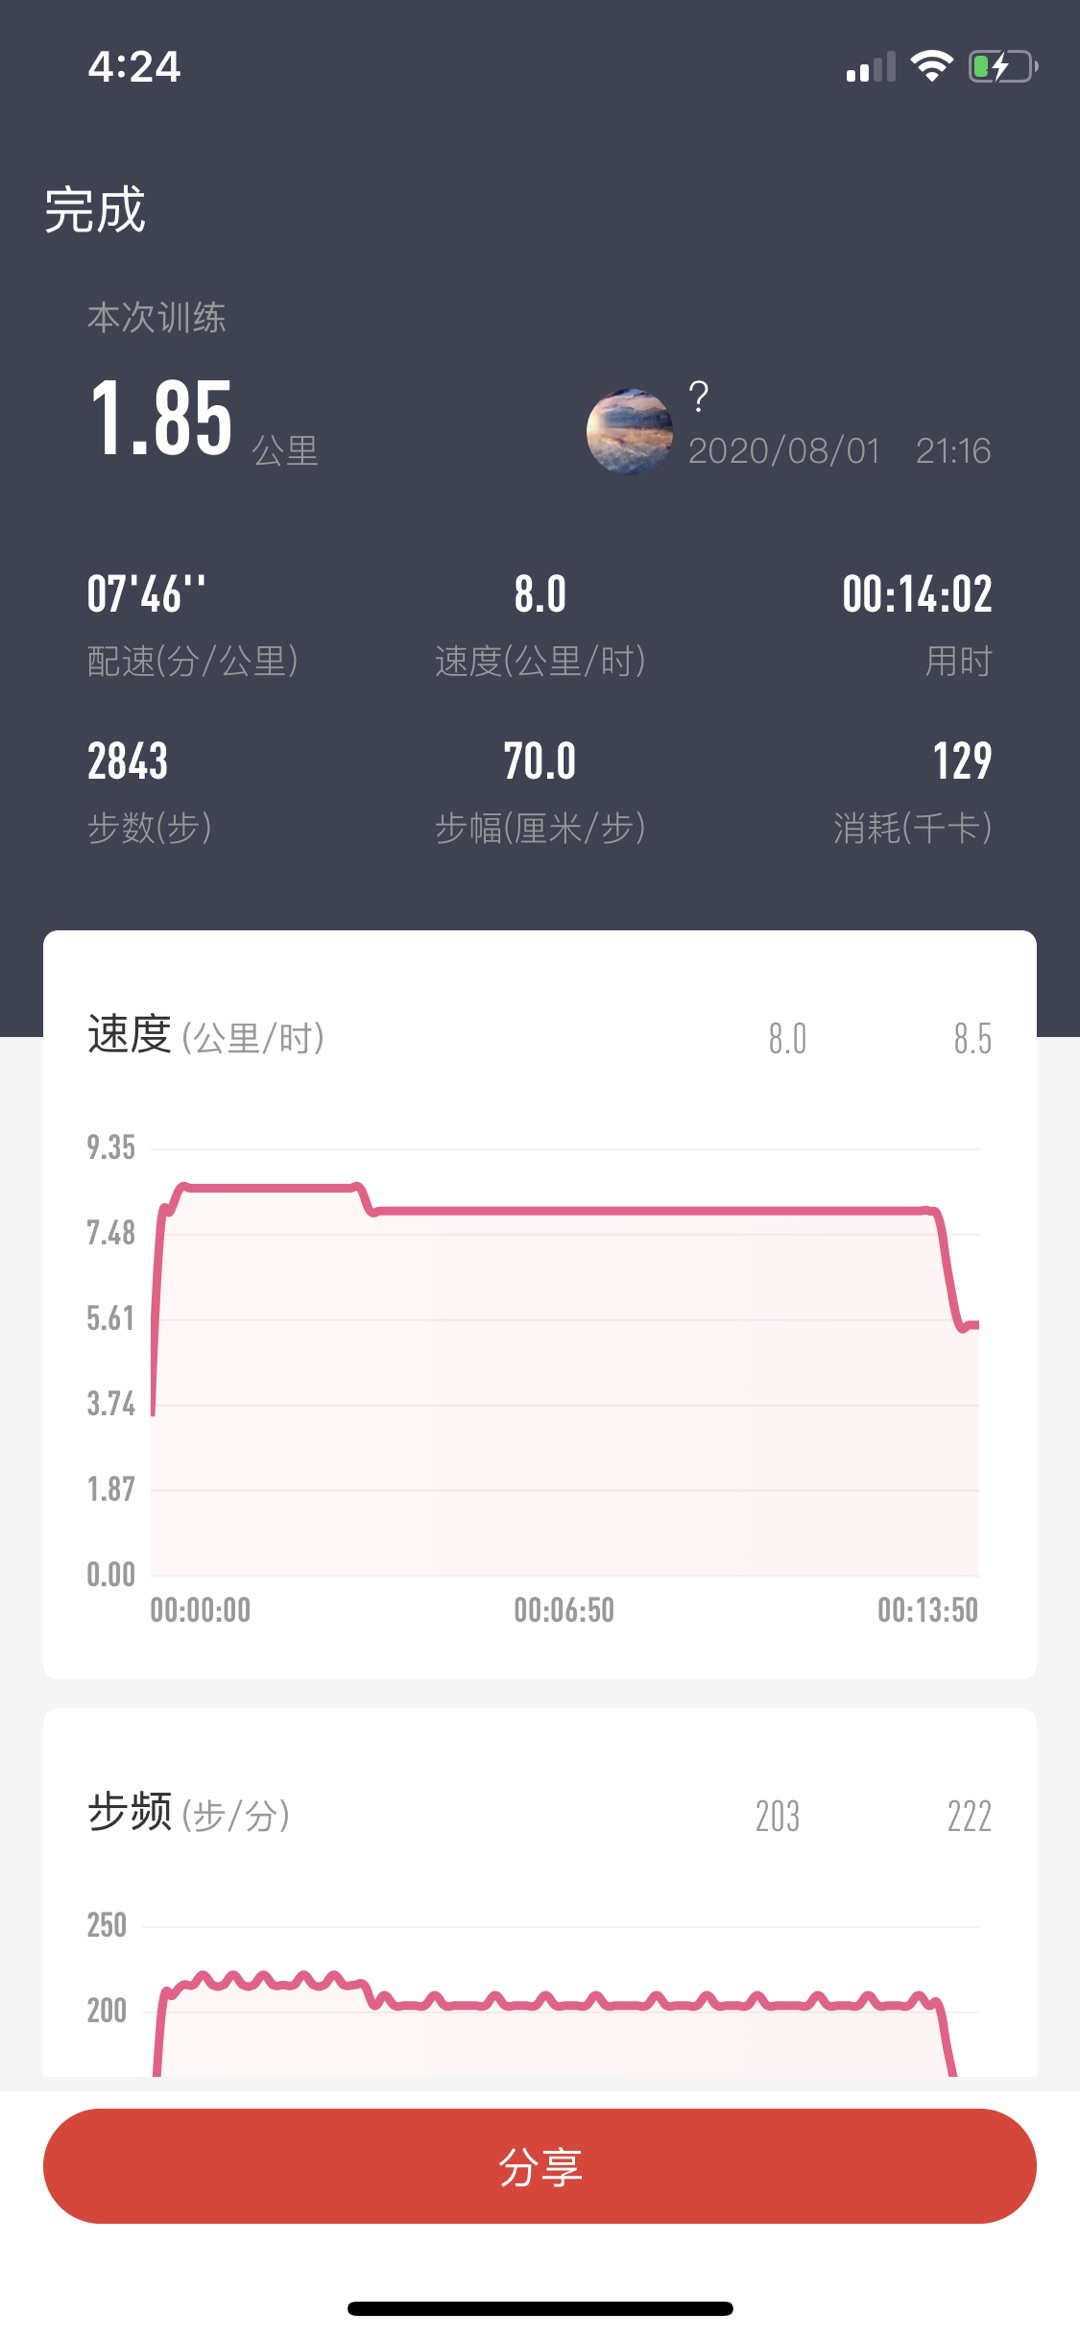 4:24
完成
本次训练
1.85 公里
?
2020/08/01 21:16
07'46'' 8.0 00:14:02
配速(分/公里) 速度(公里/时) 用时
2843 70.0 129
步数(步) 步幅(厘米/步) 消耗(千卡)
速度 (公里/时) 8.0 8.5
9.35
7.48
5.61
3.74
1.87
0.00
00:00:00 00:06:50 00:13:50
步频 (步/分) 203 222
250
200
分享